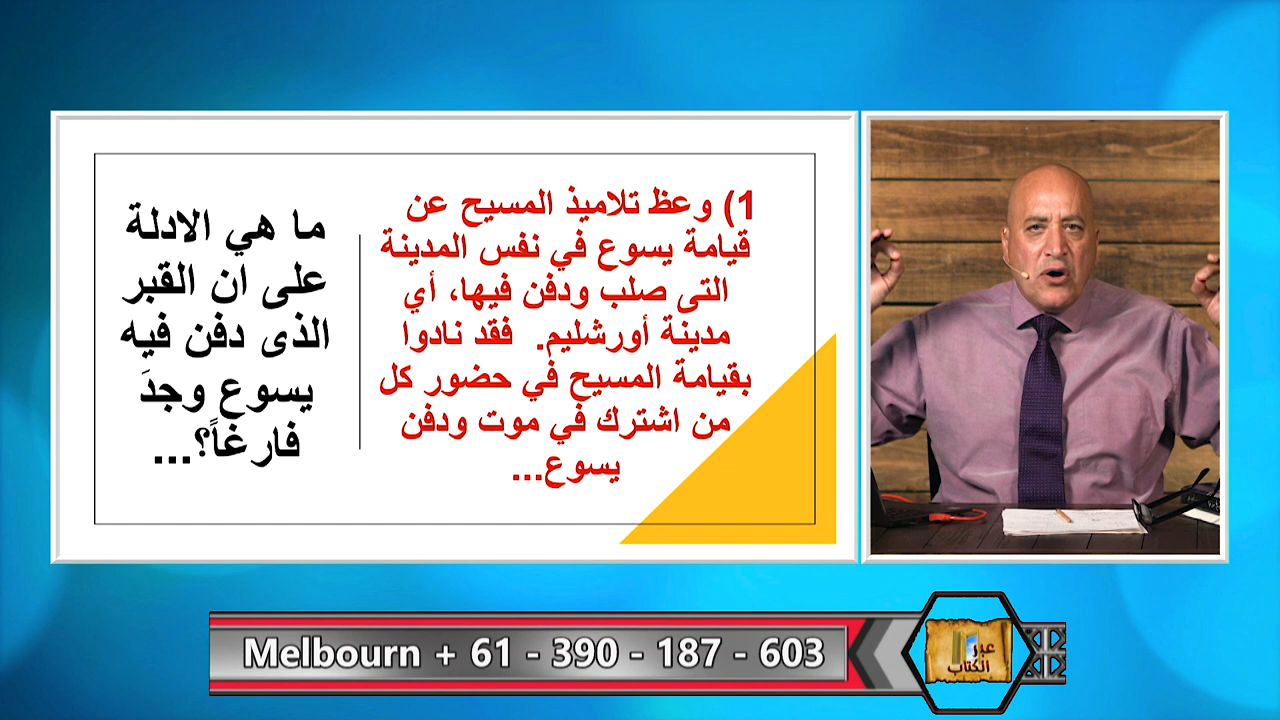 1) وعظ تلاميذ المسيح عن
قيامة يسوع في نفس المدينة
التى صلب ودفن فيها، أي
مدينة أورشليم. فقد نادوا
بقيامة المسيح في حضور كل
من اشترك في موت ودفن
يسوع...
ما هي الادلة
على ان القبر
الذى دفن فيه
يسوع وجدَ
فارغاً؟...
Melbourn + 61 - 390 - 187 - 603
عبر
الكتاب